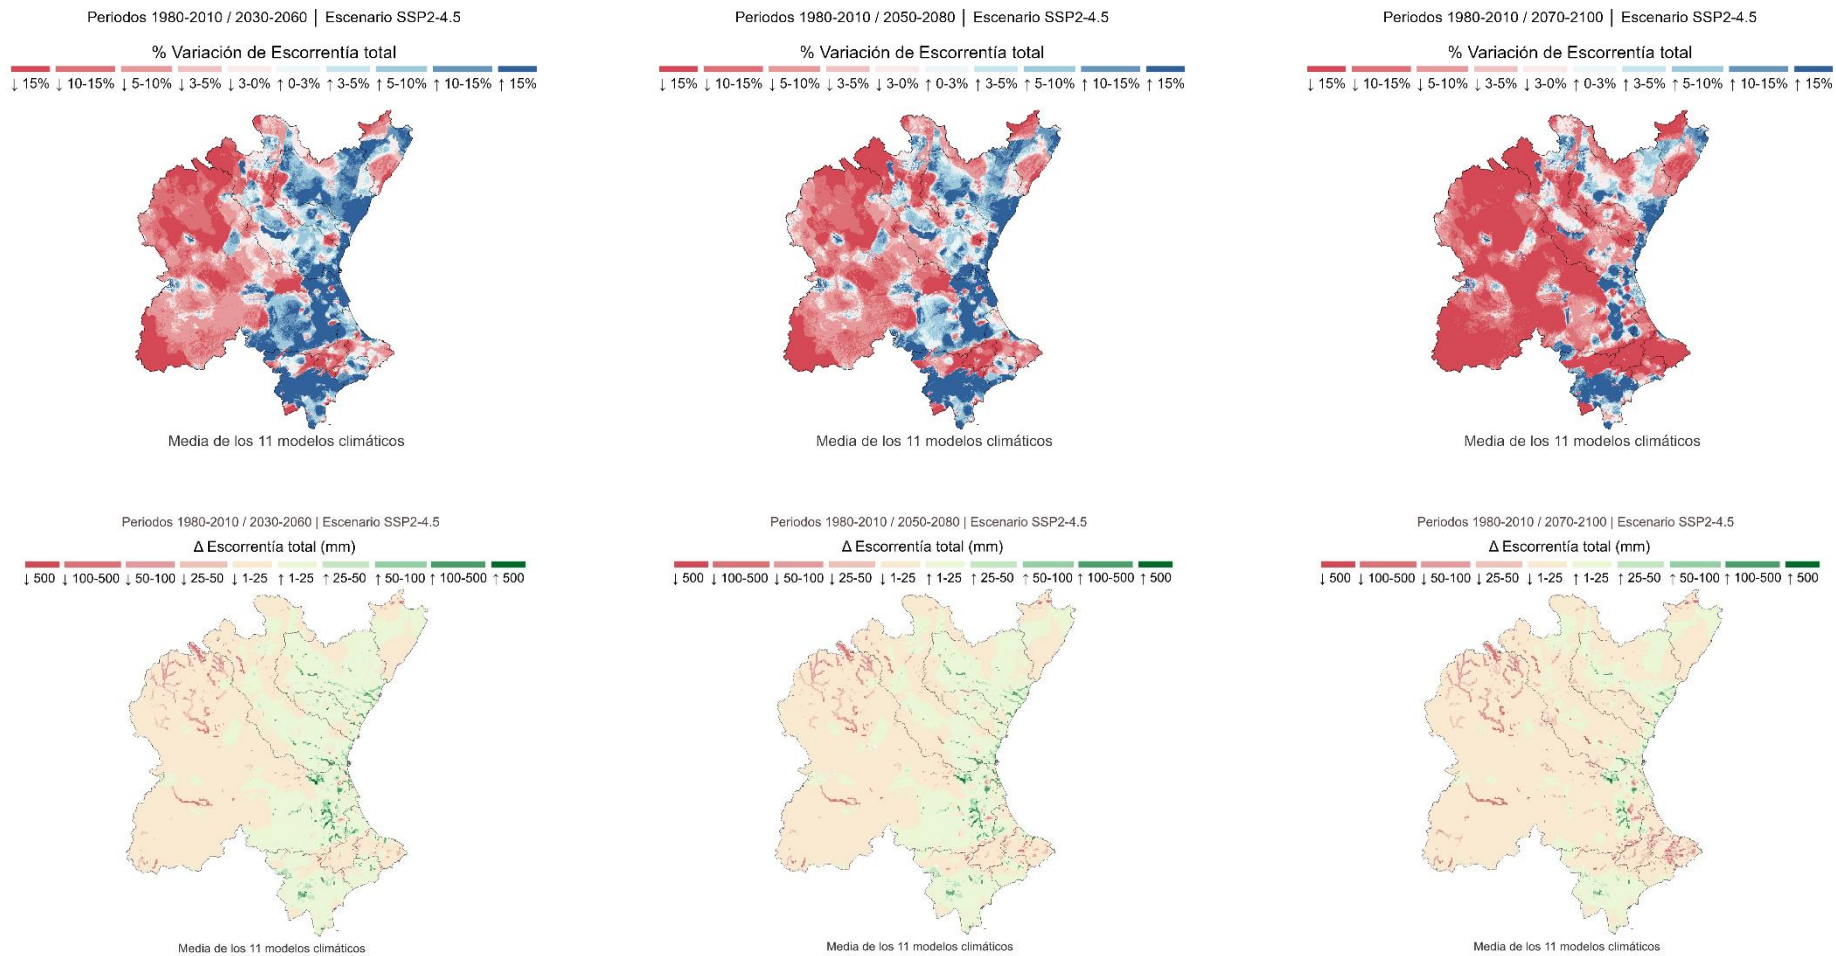 Periodos 1980-2010 / 2030-2060 | Escenario SSP2-4.5
% Variación de Escorrentía total
↓ 15% ↓ 10-15% ↓ 5-10% ↓ 3-5% ↓ 3-0% ↑ 0-3% ↑ 3-5% ↑ 5-10% ↑ 10-15% ↑ 15%
Media de los 11 modelos climáticos
Periodos 1980-2010 / 2050-2080 | Escenario SSP2-4.5
% Variación de Escorrentía total
↓ 15% ↓ 10-15% ↓ 5-10% ↓ 3-5% ↓ 3-0% ↑ 0-3% ↑ 3-5% ↑ 5-10% ↑ 10-15% ↑ 15%
Media de los 11 modelos climáticos
Periodos 1980-2010 / 2070-2100 | Escenario SSP2-4.5
% Variación de Escorrentía total
↓ 15% ↓ 10-15% ↓ 5-10% ↓ 3-5% ↓ 3-0% ↑ 0-3% ↑ 3-5% ↑ 5-10% ↑ 10-15% ↑ 15%
Media de los 11 modelos climáticos
Periodos 1980-2010 / 2030-2060 | Escenario SSP2-4.5
Δ Escorrentía total (mm)
↓ 500 ↓ 100-500 ↓ 50-100 ↓ 25-50 ↓ 1-25 ↑ 1-25 ↑ 25-50 ↑ 50-100 ↑ 100-500 ↑ 500
Media de los 11 modelos climáticos
Periodos 1980-2010 / 2050-2080 | Escenario SSP2-4.5
Δ Escorrentía total (mm)
↓ 500 ↓ 100-500 ↓ 50-100 ↓ 25-50 ↓ 1-25 ↑ 1-25 ↑ 25-50 ↑ 50-100 ↑ 100-500 ↑ 500
Media de los 11 modelos climáticos
Periodos 1980-2010 / 2070-2100 | Escenario SSP2-4.5
Δ Escorrentía total (mm)
↓ 500 ↓ 100-500 ↓ 50-100 ↓ 25-50 ↓ 1-25 ↑ 1-25 ↑ 25-50 ↑ 50-100 ↑ 100-500 ↑ 500
Media de los 11 modelos climáticos